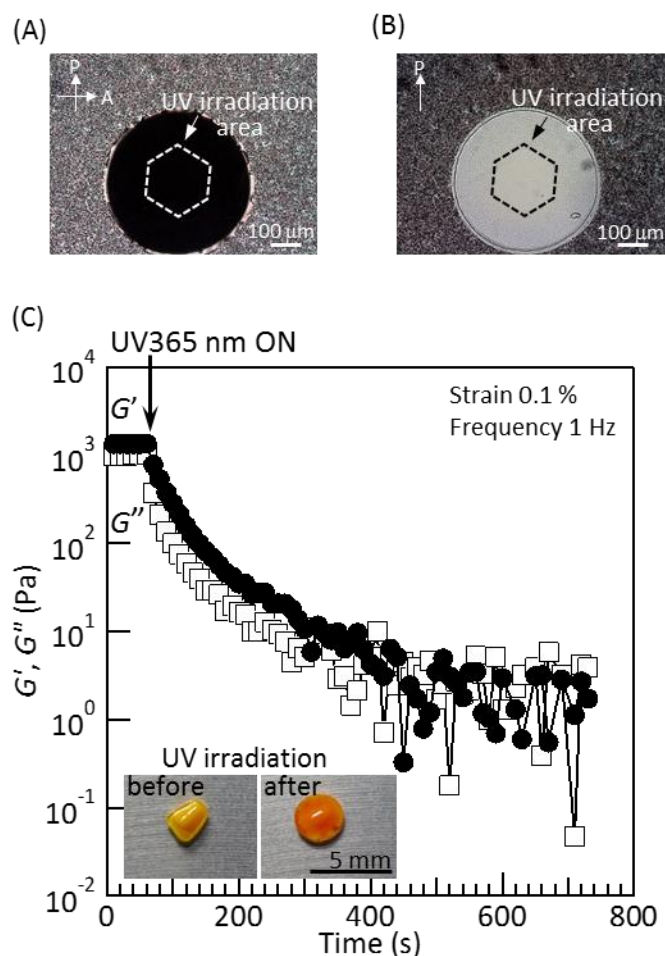 (A)
P
A
UV irradiation
area
100 µm
(B)
P
UV irradiation
area
100 µm
(C)
UV365 nm ON
G'
G"
Strain 0.1 %
Frequency 1 Hz
10⁴
10³
10²
10¹
10⁰
10⁻¹
10⁻²
G', G" (Pa)
UV irradiation
before
after
5 mm
0
200
400
600
800
Time (s)